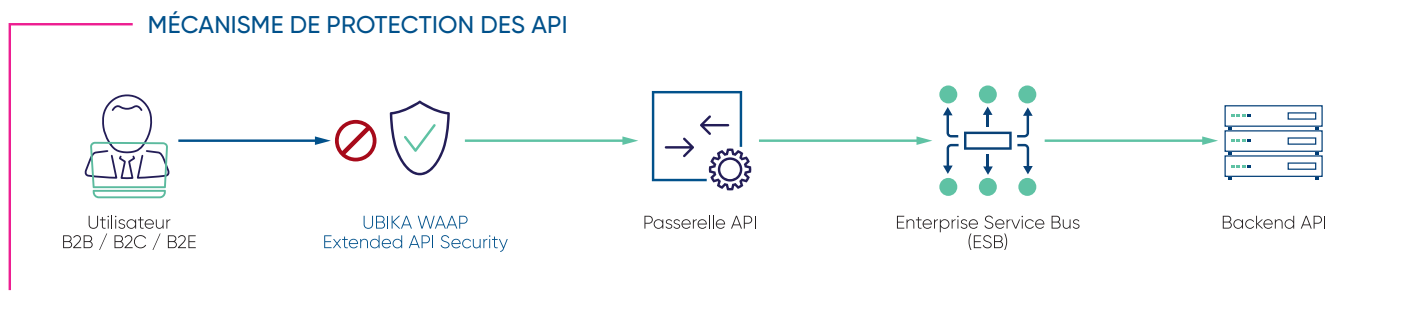 MÉCANISME DE PROTECTION DES API
Utilisateur
B2B / B2C / B2E
UBIKA WAAP
Extended API Security
Passerelle API
Enterprise Service Bus
(ESB)
Backend API